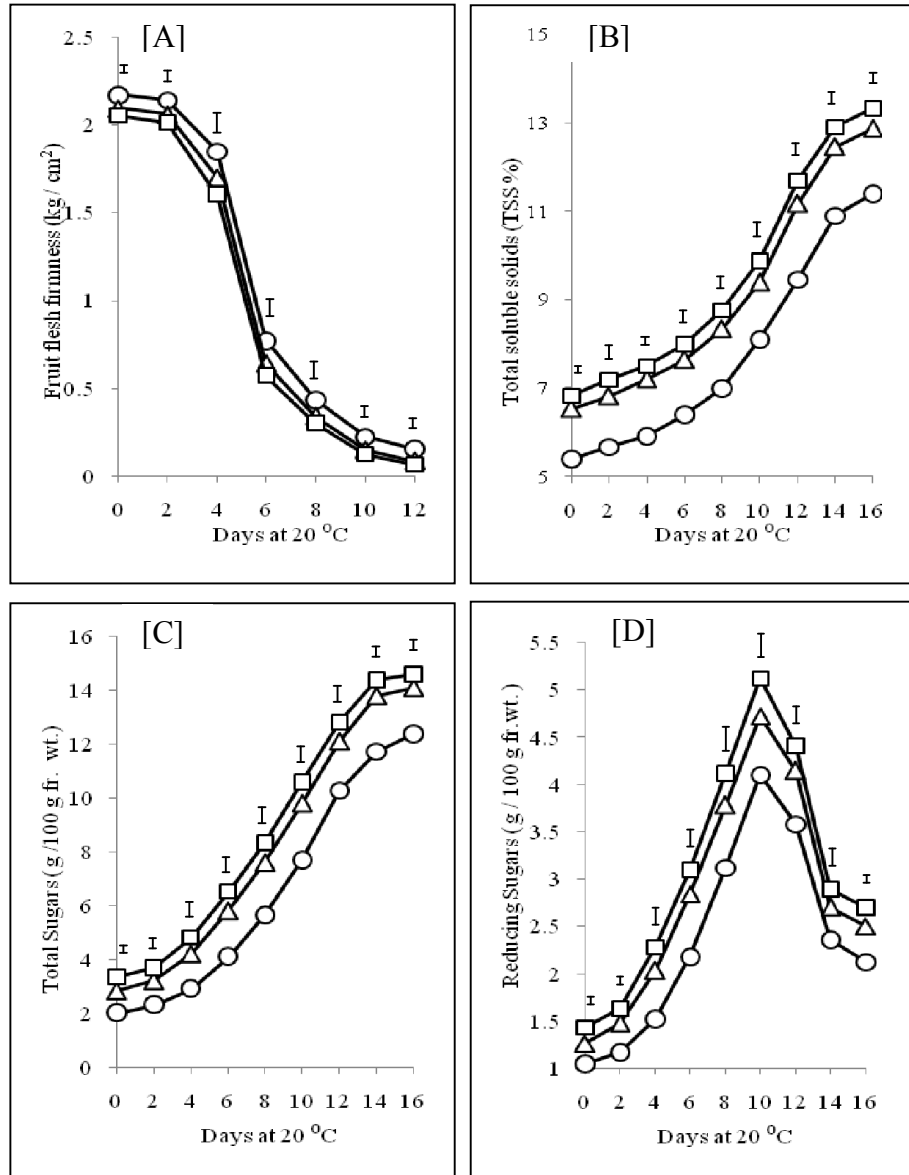 [A]
Fruit flesh firmness (kg / cm²)
2.5
2
1.5
1
0.5
0
0 2 4 6 8 10 12
Days at 20 °C
[B]
Total soluble solids (TSS %)
15
13
11
9
7
5
0 2 4 6 8 10 12 14 16
Days at 20 °C
[C]
Total Sugars (g /100 g fr. wt.)
16
14
12
10
8
6
4
2
0
0 2 4 6 8 10 12 14 16
Days at 20 °C
[D]
Reducing Sugars (g / 100 g fr.wt.)
5.5
5
4.5
4
3.5
3
2.5
2
1.5
1
0 2 4 6 8 10 12 14 16
Days at 20 °C